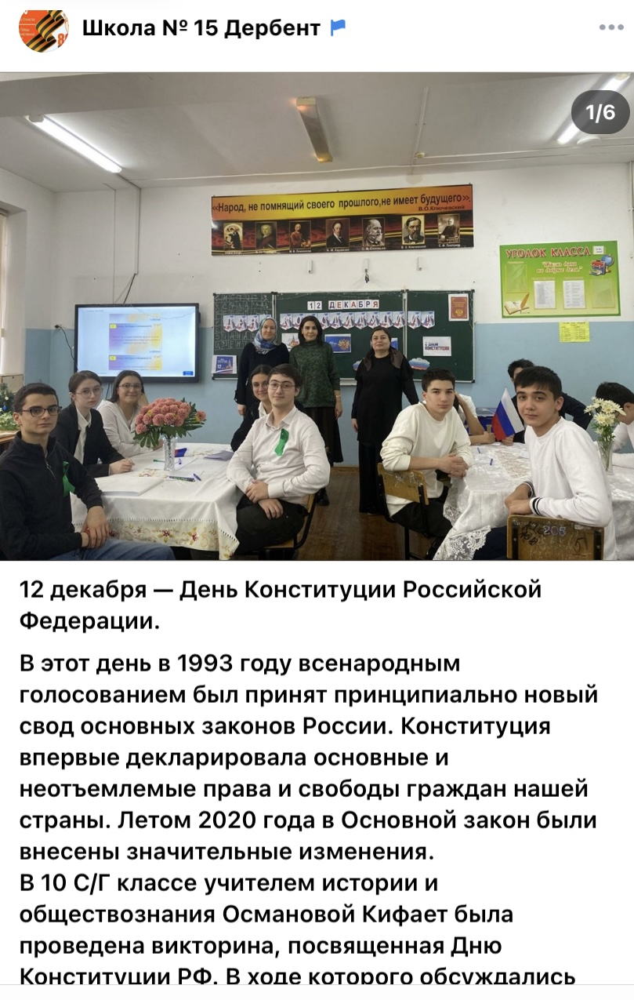 Школа № 15 Дербент
1/6
«Народ, не помнящий своего прошлого,не имеет будущего».
В.О.Ключевский
УГОЛОК КЛАССА
12 ДЕКАБРЯ
205
12 декабря — День Конституции Российской
Федерации.
В этот день в 1993 году всенародным
голосованием был принят принципиально новый
свод основных законов России. Конституция
впервые декларировала основные и
неотъемлемые права и свободы граждан нашей
страны. Летом 2020 года в Основной закон были
внесены значительные изменения.
В 10 С/Г классе учителем истории и
обществознания Османовой Кифает была
проведена викторина, посвященная Дню
Конституции РФ. В ходе которого обсуждались